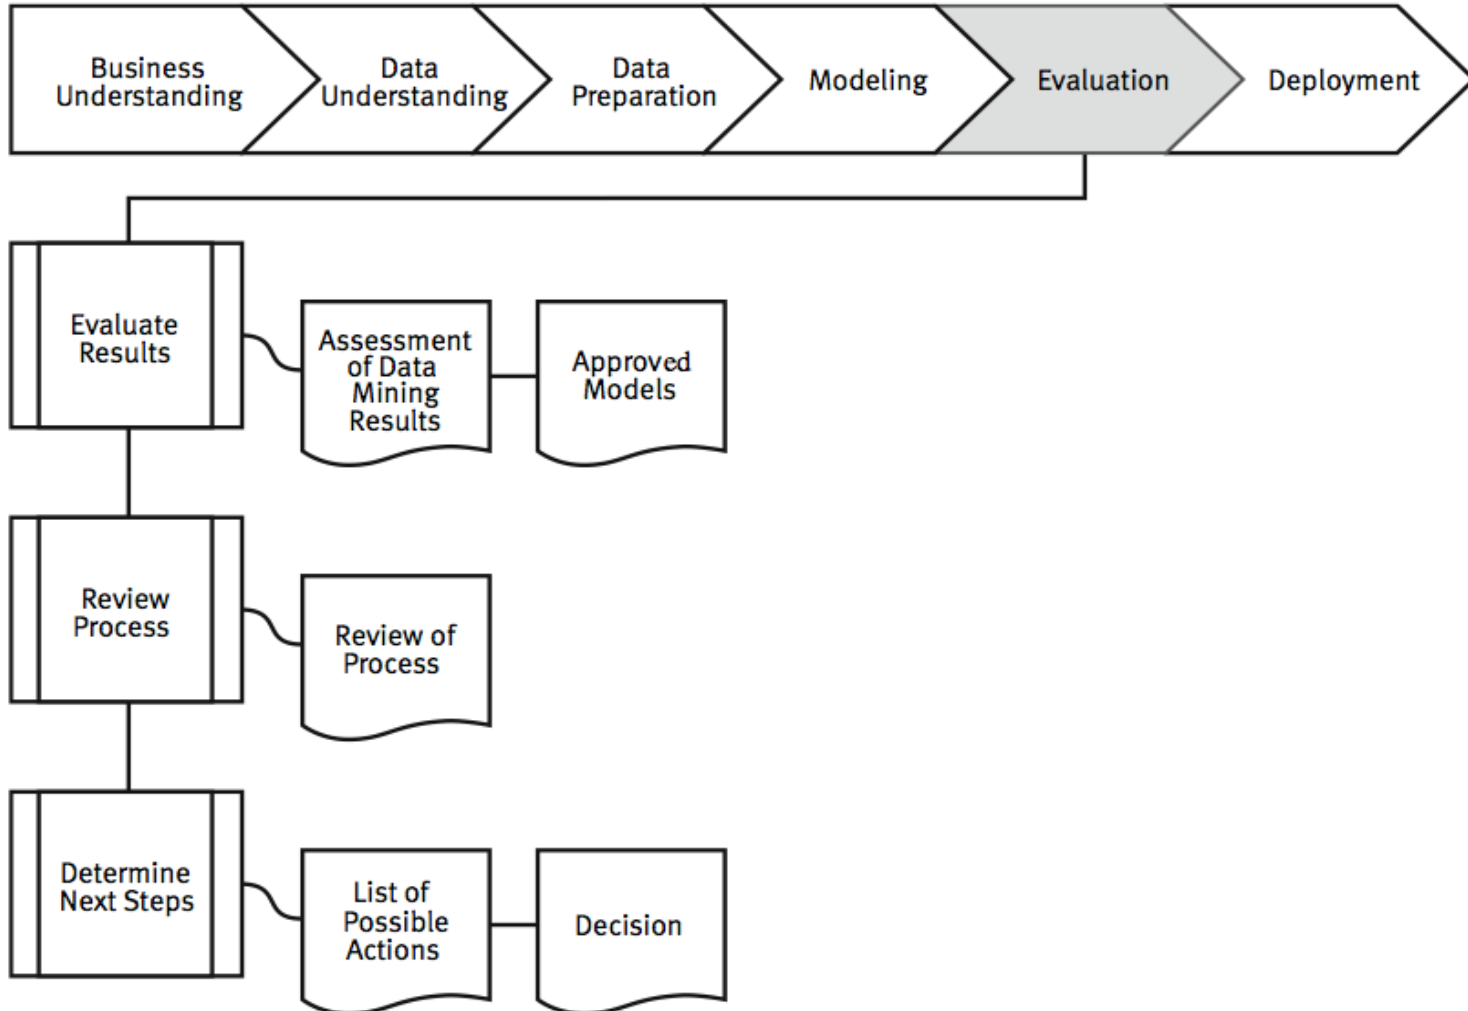 Business
Understanding
Data
Understanding
Data
Preparation
Modeling
Evaluation
Deployment
Evaluate
Results
Assessment
of Data
Mining
Results
Approved
Models
Review
Process
Review of
Process
Determine
Next Steps
List of
Possible
Actions
Decision